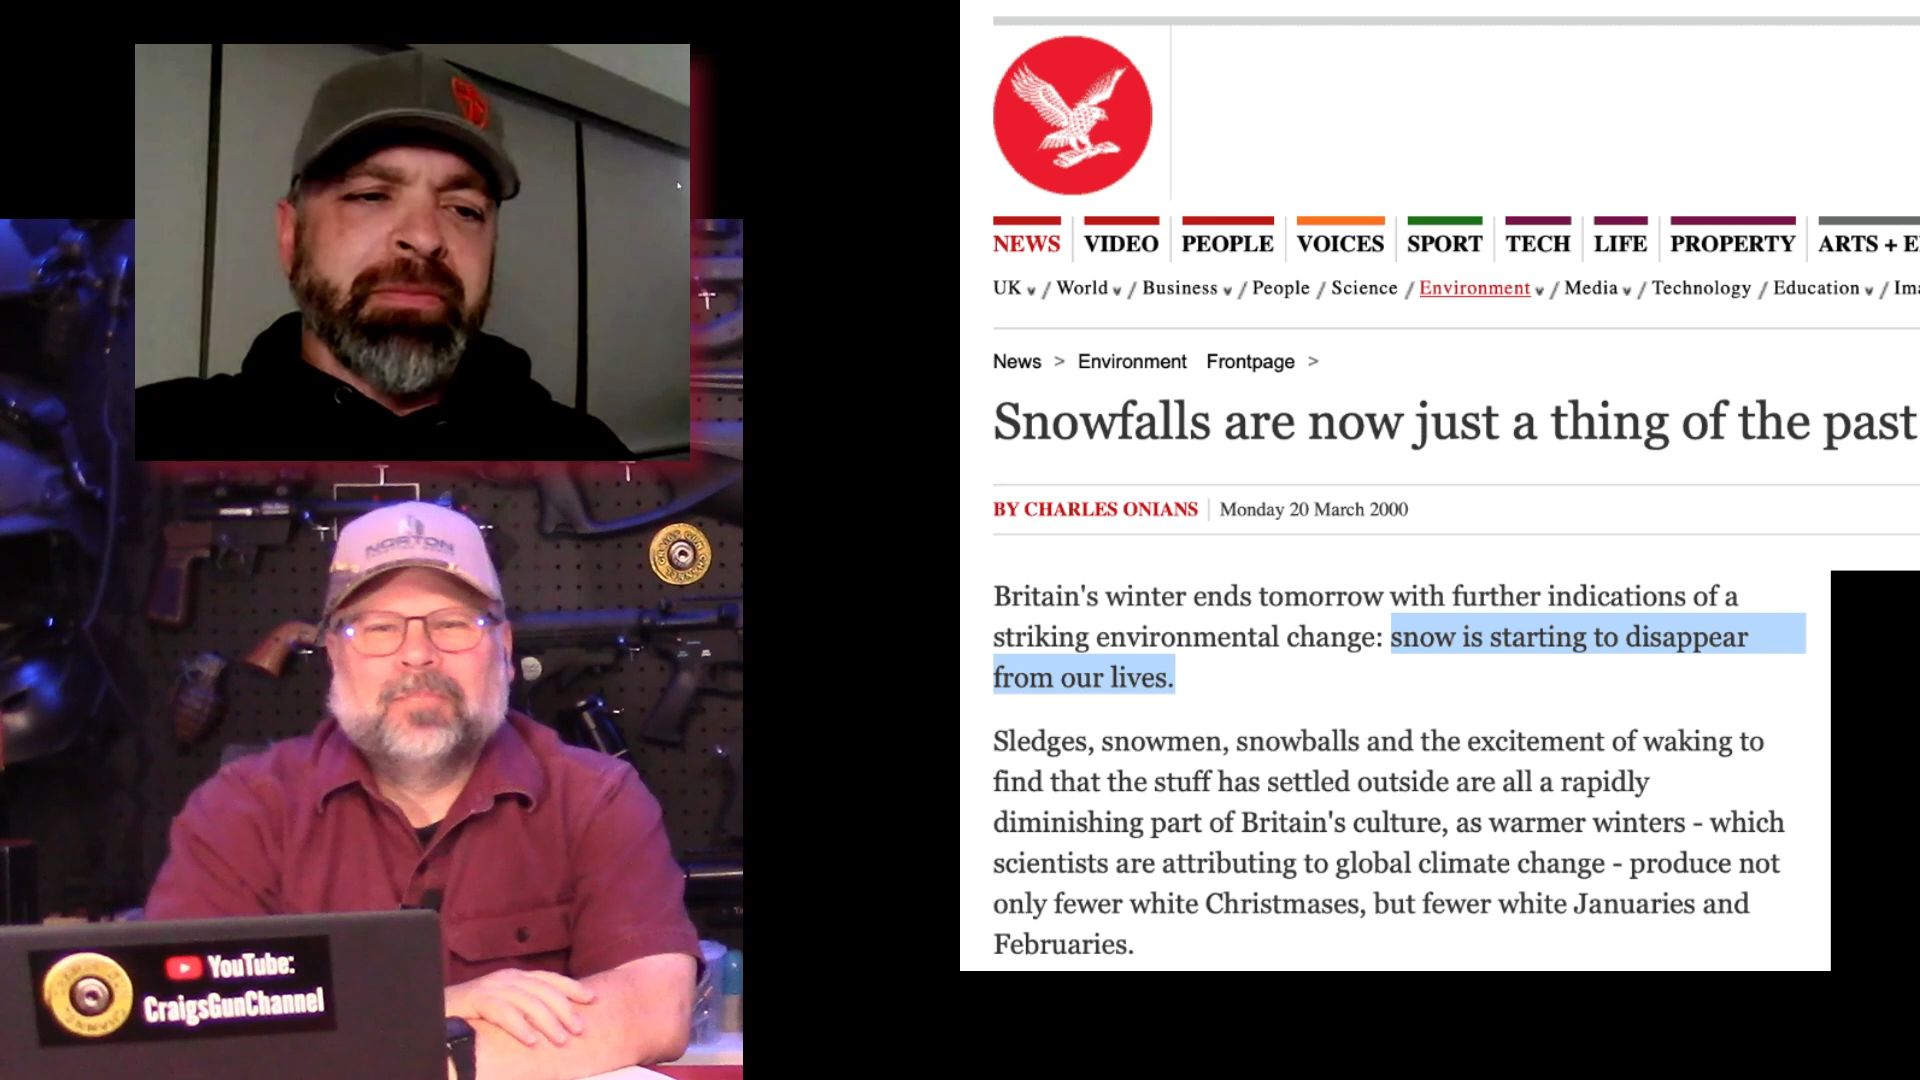 NORTON
YouTube:
CraigsGunChannel
NEWS VIDEO PEOPLE VOICES SPORT TECH LIFE PROPERTY ARTS + E
UK / World / Business / People / Science / Environment / Media / Technology / Education / Ima
News > Environment Frontpage >
Snowfalls are now just a thing of the past
BY CHARLES ONIANS Monday 20 March 2000
Britain's winter ends tomorrow with further indications of a
striking environmental change: snow is starting to disappear
from our lives.
Sledges, snowmen, snowballs and the excitement of waking to
find that the stuff has settled outside are all a rapidly
diminishing part of Britain's culture, as warmer winters - which
scientists are attributing to global climate change - produce not
only fewer white Christmases, but fewer white Januaries and
Februaries.